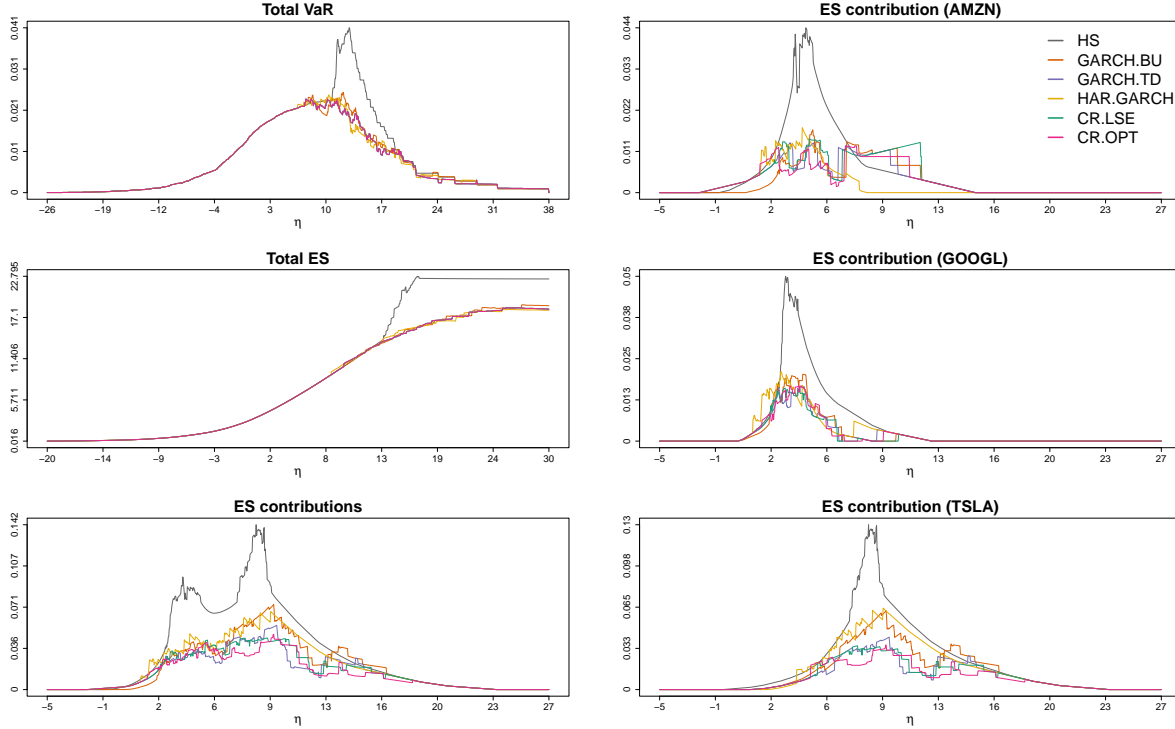 Total VaR
0.041
0.031
0.021
0.01
0
−26 −19 −12 −4 3 10 17 24 31 38
η
ES contribution (AMZN)
0.044
0.033
0.022
0.011
0
−5 −1 2 6 9 13 16 20 23 27
η
HS
GARCH.BU
GARCH.TD
HAR.GARCH
CR.LSE
CR.OPT
Total ES
22.795
17.1
11.406
5.711
0.016
−20 −14 −9 −3 2 8 13 19 24 30
η
ES contribution (GOOGL)
0.05
0.038
0.025
0.013
0
−5 −1 2 6 9 13 16 20 23 27
η
ES contributions
0.142
0.107
0.071
0.036
0
−5 −1 2 6 9 13 16 20 23 27
η
ES contribution (TSLA)
0.13
0.098
0.065
0.033
0
−5 −1 2 6 9 13 16 20 23 27
η